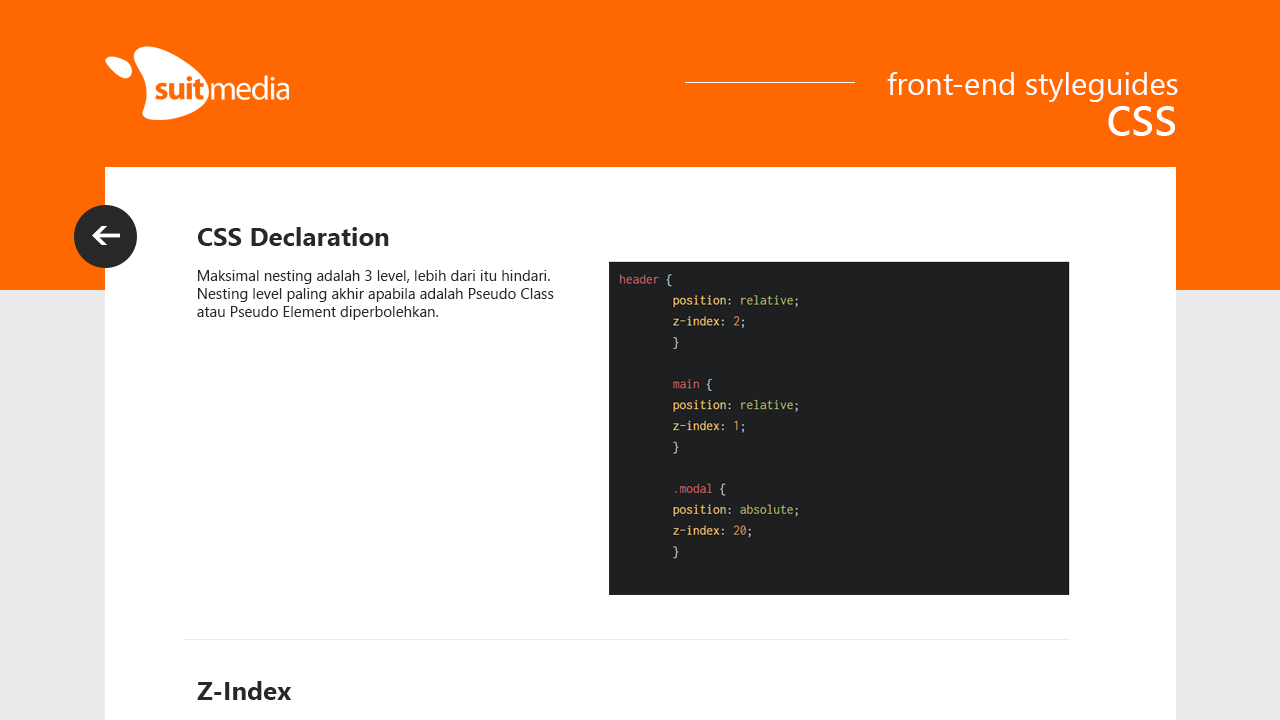 suitmedia
front-end styleguides
CSS
CSS Declaration
Maksimal nesting adalah 3 level, lebih dari itu hindari.
Nesting level paling akhir apabila adalah Pseudo Class
atau Pseudo Element diperbolehkan.
header {
position: relative;
z-index: 2;
}
main {
position: relative;
z-index: 1;
}
.modal {
position: absolute;
z-index: 20;
}
Z-Index